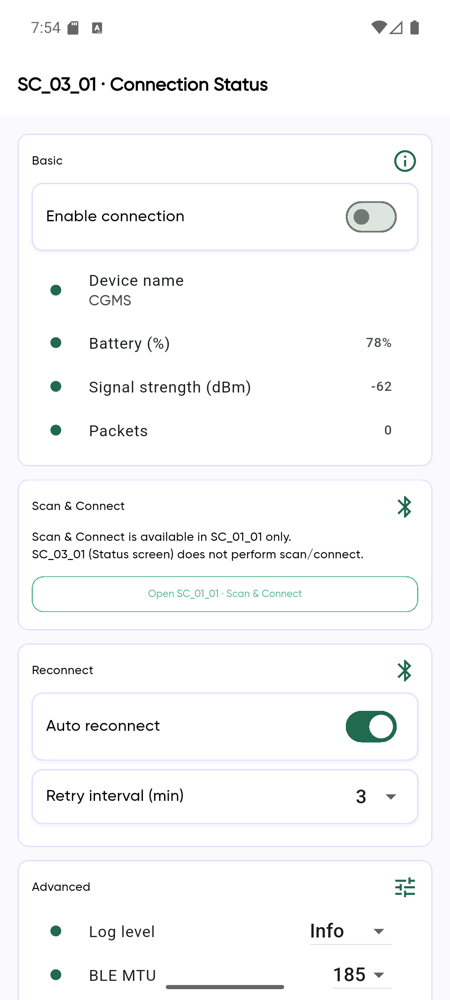 7:54
SC_03_01 · Connection Status
Basic
Enable connection
Device name
CGMS
Battery (%) 78%
Signal strength (dBm) -62
Packets 0
Scan & Connect
Scan & Connect is available in SC_01_01 only.
SC_03_01 (Status screen) does not perform scan/connect.
Open SC_01_01 · Scan & Connect
Reconnect
Auto reconnect
Retry interval (min) 3
Advanced
Log level Info
BLE MTU 185